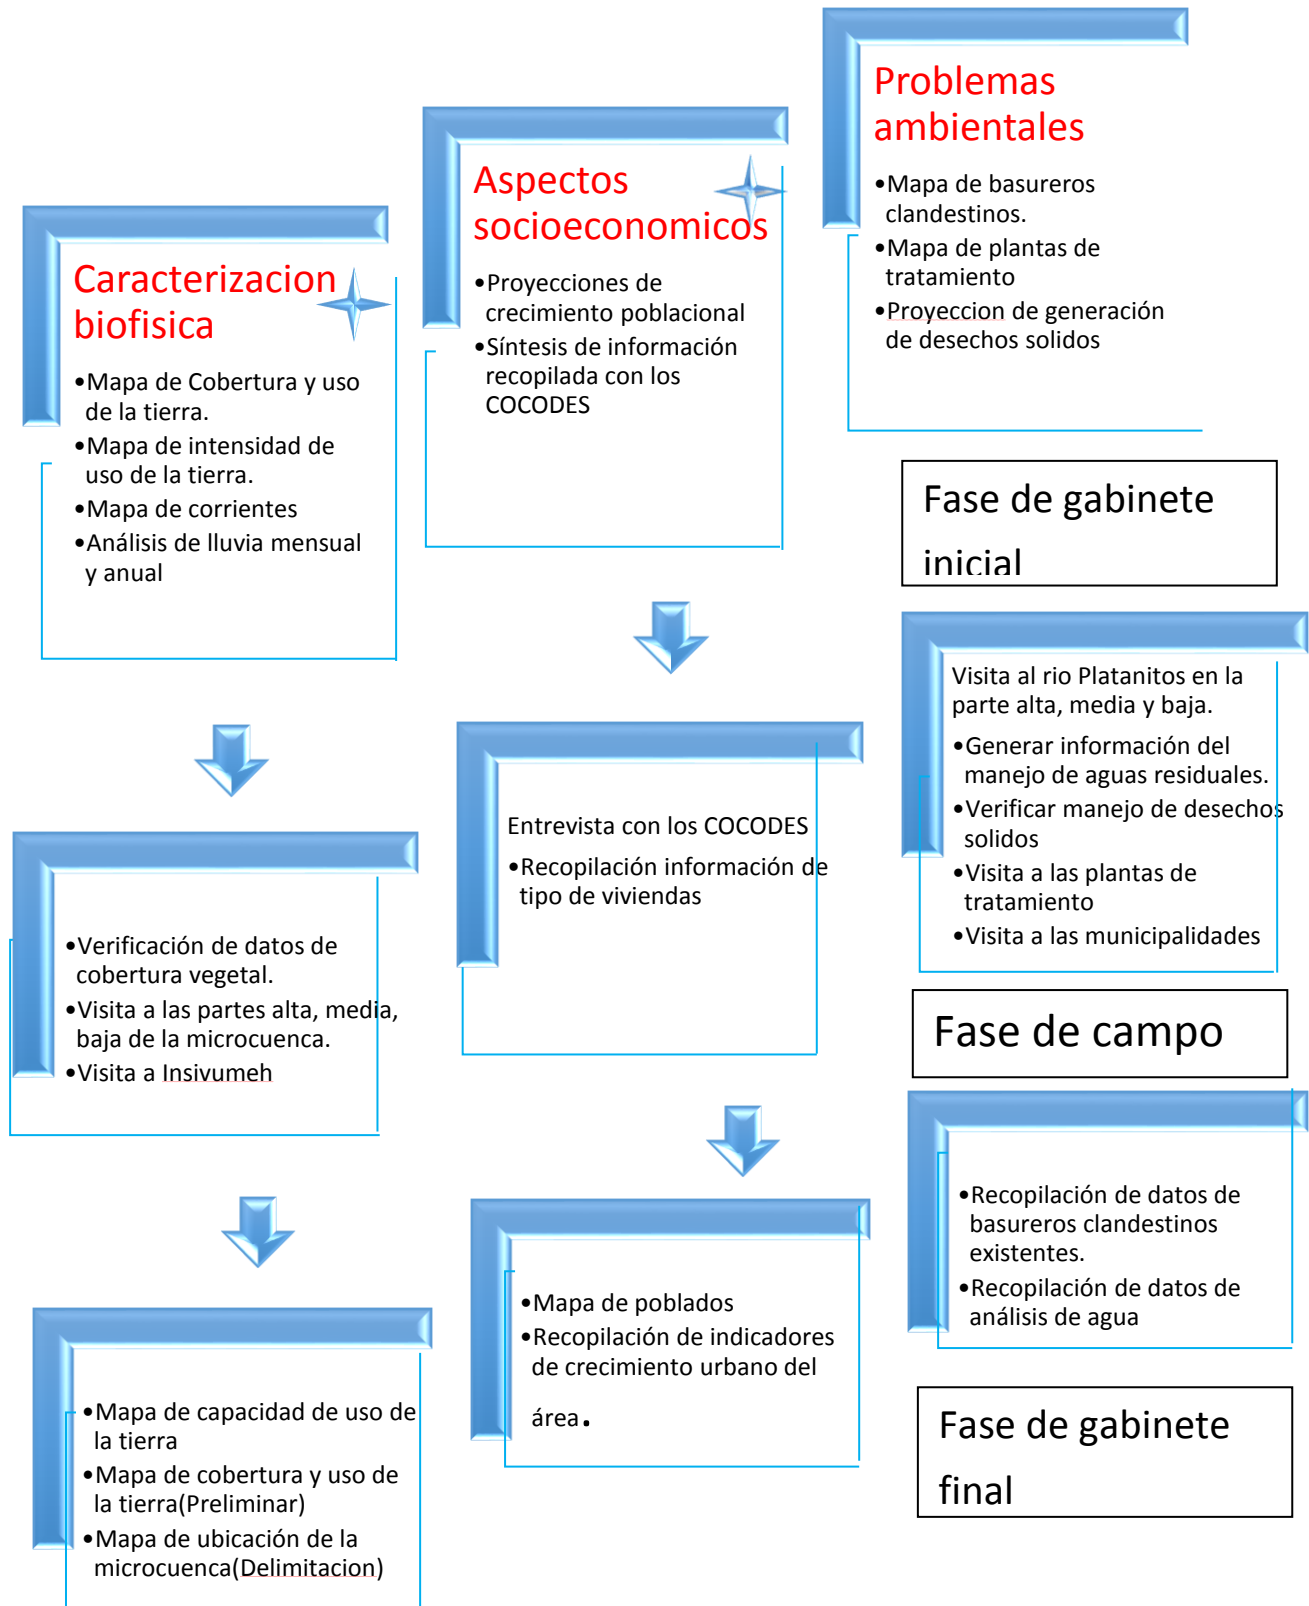 Problemas
ambientales
•Mapa de basureros
clandestinos.
•Mapa de plantas de
tratamiento
•Proyeccion de generación
de desechos solidos
Aspectos
socioeconomicos
•Proyecciones de
crecimiento poblacional
•Síntesis de información
recopilada con los
COCODES
Caracterizacion
biofisica
•Mapa de Cobertura y uso
de la tierra.
•Mapa de intensidad de
uso de la tierra.
•Mapa de corrientes
•Análisis de lluvia mensual
y anual
Fase de gabinete
inicial
Visita al rio Platanitos en la
parte alta, media y baja.
•Generar información del
manejo de aguas residuales.
•Verificar manejo de desechos
solidos
•Visita a las plantas de
tratamiento
•Visita a las municipalidades
Entrevista con los COCODES
•Recopilación información de
tipo de viviendas
•Verificación de datos de
cobertura vegetal.
•Visita a las partes alta, media,
baja de la microcuenca.
•Visita a Insivumeh
Fase de campo
•Recopilación de datos de
basureros clandestinos
existentes.
•Recopilación de datos de
análisis de agua
•Mapa de poblados
•Recopilación de indicadores
de crecimiento urbano del
área.
•Mapa de capacidad de uso de
la tierra
•Mapa de cobertura y uso de
la tierra(Preliminar)
•Mapa de ubicación de la
microcuenca(Delimitacion)
Fase de gabinete
final